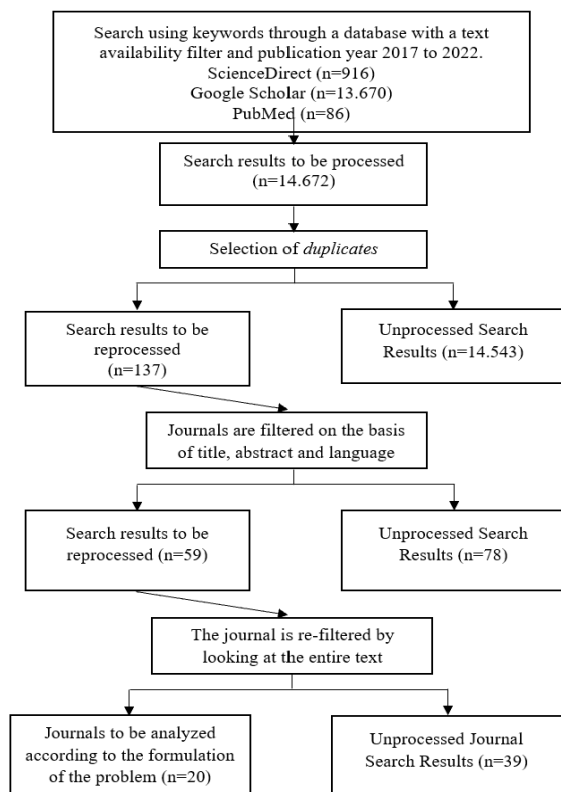 Search using keywords through a database with a text
availability filter and publication year 2017 to 2022.
ScienceDirect (n=916)
Google Scholar (n=13.670)
PubMed (n=86)
Search results to be processed
(n=14.672)
Selection of duplicates
Search results to be
reprocessed
(n=137)
Unprocessed Search
Results (n=14.543)
Journals are filtered on the basis
of title, abstract and language
Search results to be
reprocessed (n=59)
Unprocessed Search
Results (n=78)
The journal is re-filtered by
looking at the entire text
Journals to be analyzed
according to the formulation
of the problem (n=20)
Unprocessed Journal
Search Results (n=39)